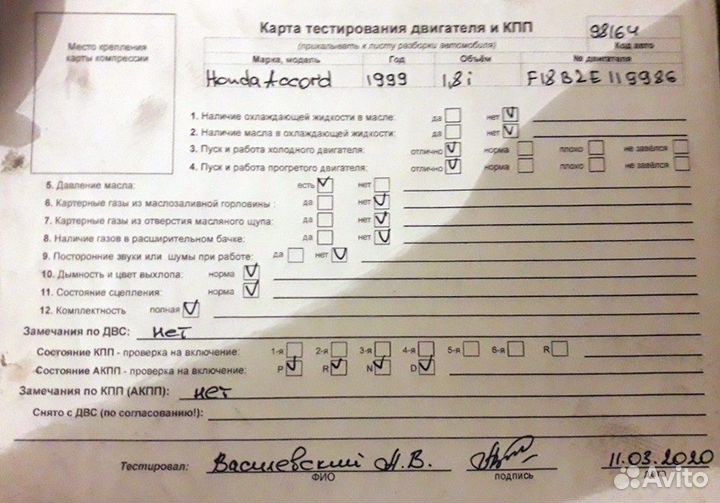 Карта тестирования двигателя и КПП 98164
(прикалывать к листу разборки автомобиля) Код авто
Место крепления
карты компрессии
Марка, модель Год Объём № двигателя
Honda Accord 1999 1,8i F18B2E 119986
1. Наличие охлаждающей жидкости в масле: да нет
2. Наличие масла в охлаждающей жидкости: да нет
3. Пуск и работа холодного двигателя: отлично норма плохо не завёлся
4. Пуск и работа прогретого двигателя: отлично норма плохо не завёлся
5. Давление масла: есть нет
6. Картерные газы из маслозаливной горловины : да нет
7. Картерные газы из отверстия масляного щупа: да нет
8. Наличие газов в расширительном бачке: да нет
9. Посторонние звуки или шумы при работе: да нет
10. Дымность и цвет выхлопа: норма
11. Состояние сцепления: норма
12. Комплектность полная
Замечания по ДВС: нет
Состояние КПП - проверка на включение: 1-я 2-я 3-я 4-я 5-я 6-я R
Состояние АКПП - проверка на включение: P R N D
Замечания по КПП (АКПП): нет
Снято с ДВС (по согласованию!):
Тестировал: Василевский А.В. 11.03.2020
ФИО подпись дата
Avito